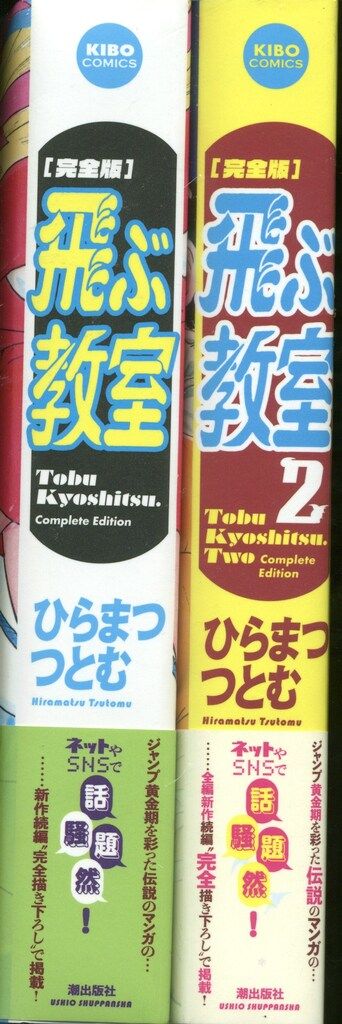 KIBO
COMICS
[完全版]
飛ぶ
教室
Tobu
Kyoshitsu.
Complete Edition
ひらまつ
つとむ
Hiramatsu Tsutomu
ジャンプ黄金期を彩った伝説のマンガの…
……新作続編〝完全描き下ろし〟で掲載!
ネットや
SNSで
話題
騒然!
潮出版社
USHIO SHUPPANSHA
KIBO
COMICS
[完全版]
飛ぶ
教室
2
Tobu
Kyoshitsu.
Two Complete
Edition
ひらまつ
つとむ
Hiramatsu Tsutomu
ジャンプ黄金期を彩った伝説のマンガの…
……全編新作続編〝完全描き下ろし〟で掲載!
ネットや
SNSで
話題
騒然!
潮出版社
USHIO SHUPPANSHA